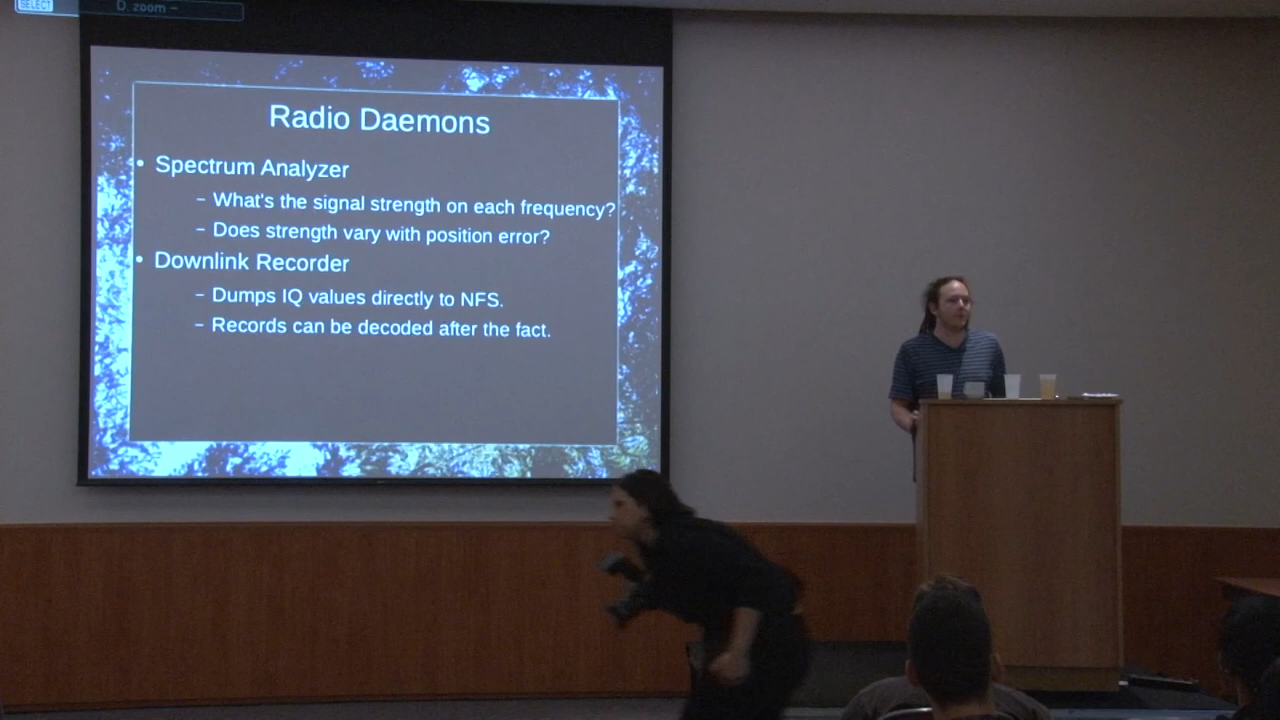 SELECT
D. zoom –
Radio Daemons
• Spectrum Analyzer
– What's the signal strength on each frequency?
– Does strength vary with position error?
• Downlink Recorder
– Dumps IQ values directly to NFS.
– Records can be decoded after the fact.